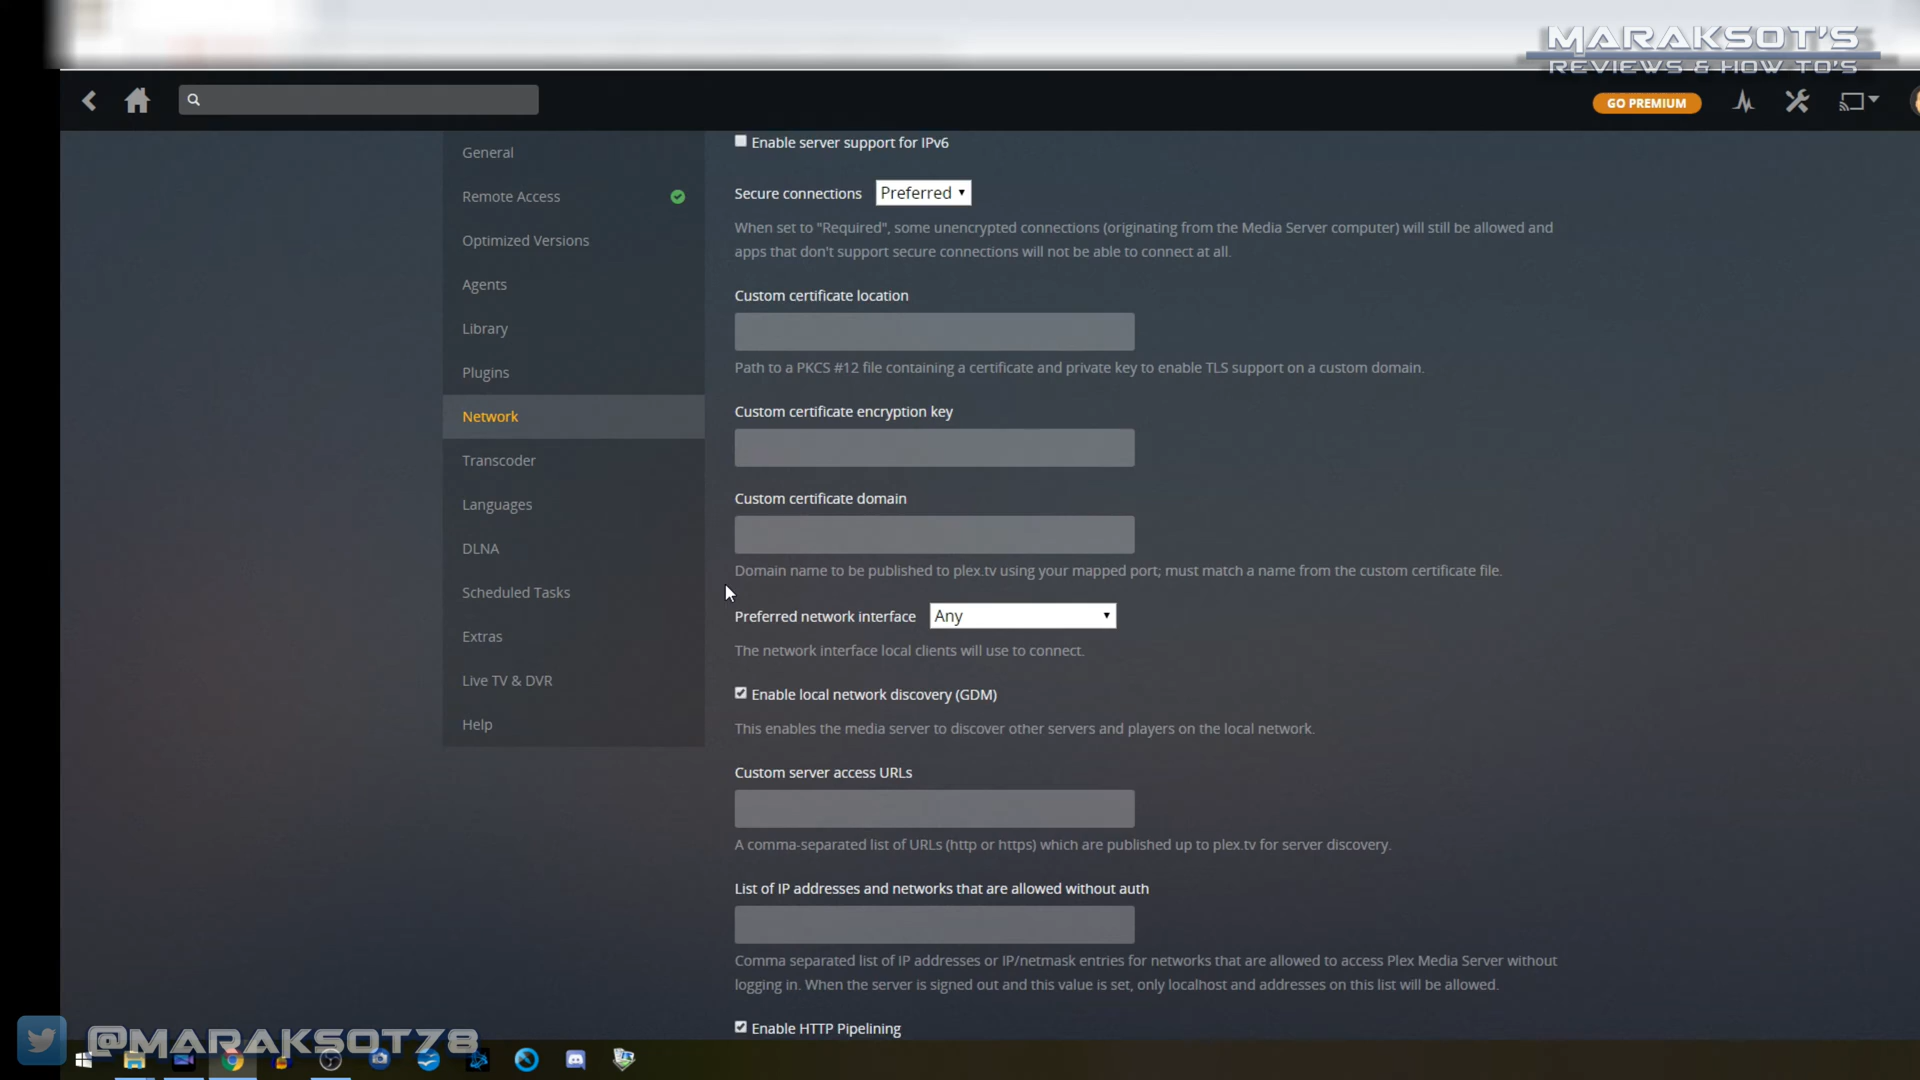 MARAKSOT'S
REVIEWS & HOW TO'S
GO PREMIUM
General
Remote Access
Optimized Versions
Agents
Library
Plugins
Network
Transcoder
Languages
DLNA
Scheduled Tasks
Extras
Live TV & DVR
Help
Enable server support for IPv6
Secure connections Preferred
When set to "Required", some unencrypted connections (originating from the Media Server computer) will still be allowed and
apps that don't support secure connections will not be able to connect at all.
Custom certificate location
Path to a PKCS #12 file containing a certificate and private key to enable TLS support on a custom domain.
Custom certificate encryption key
Custom certificate domain
Domain name to be published to plex.tv using your mapped port; must match a name from the custom certificate file.
Preferred network interface Any
The network interface local clients will use to connect.
Enable local network discovery (GDM)
This enables the media server to discover other servers and players on the local network.
Custom server access URLs
A comma-separated list of URLs (http or https) which are published up to plex.tv for server discovery.
List of IP addresses and networks that are allowed without auth
Comma separated list of IP addresses or IP/netmask entries for networks that are allowed to access Plex Media Server without
logging in. When the server is signed out and this value is set, only localhost and addresses on this list will be allowed.
Enable HTTP Pipelining
@MARAKSOT78